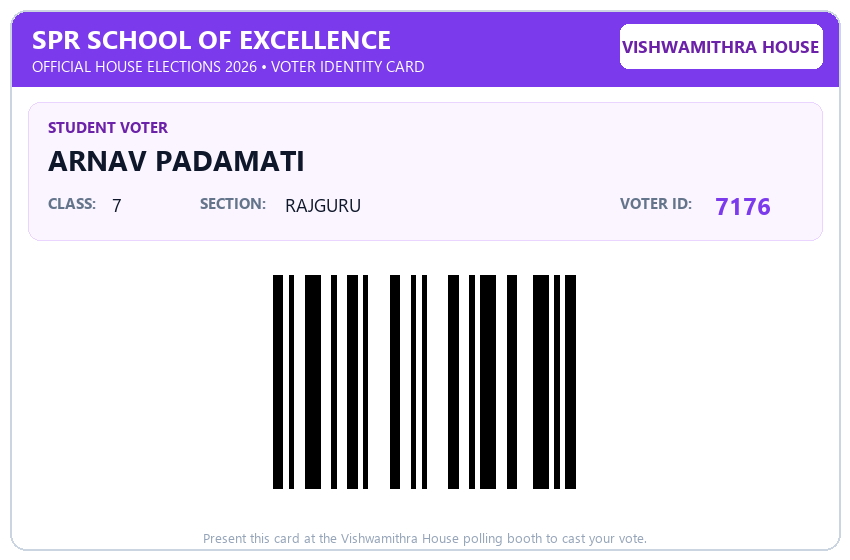 SPR SCHOOL OF EXCELLENCE
OFFICIAL HOUSE ELECTIONS 2026 • VOTER IDENTITY CARD
VISHWAMITHRA HOUSE
STUDENT VOTER
ARNAV PADAMATI
CLASS: 7 SECTION: RAJGURU VOTER ID: 7176
Present this card at the Vishwamithra House polling booth to cast your vote.